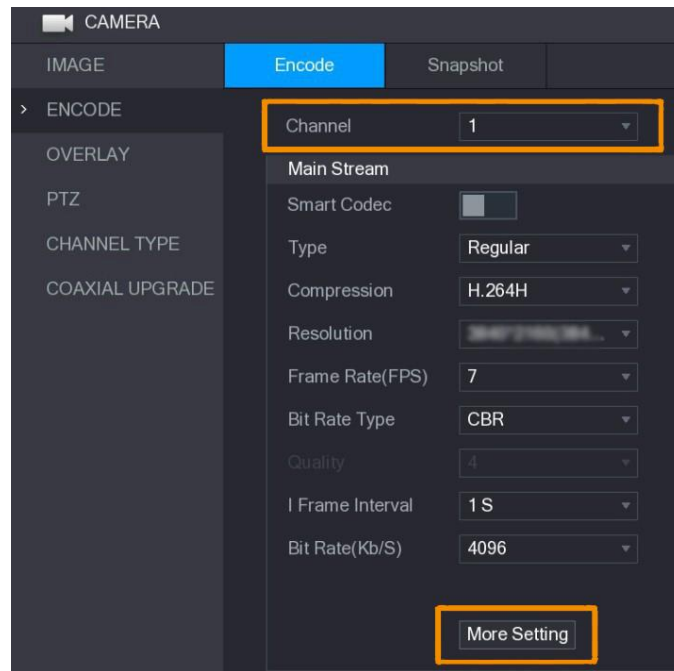 CAMERA
IMAGE
Encode Snapshot
> ENCODE
Channel 1
OVERLAY
Main Stream
PTZ
Smart Codec
CHANNEL TYPE
Type Regular
COAXIAL UPGRADE
Compression H.264H
Resolution
Frame Rate(FPS) 7
Bit Rate Type CBR
Quality 4
I Frame Interval 1 S
Bit Rate(Kb/S) 4096
More Setting